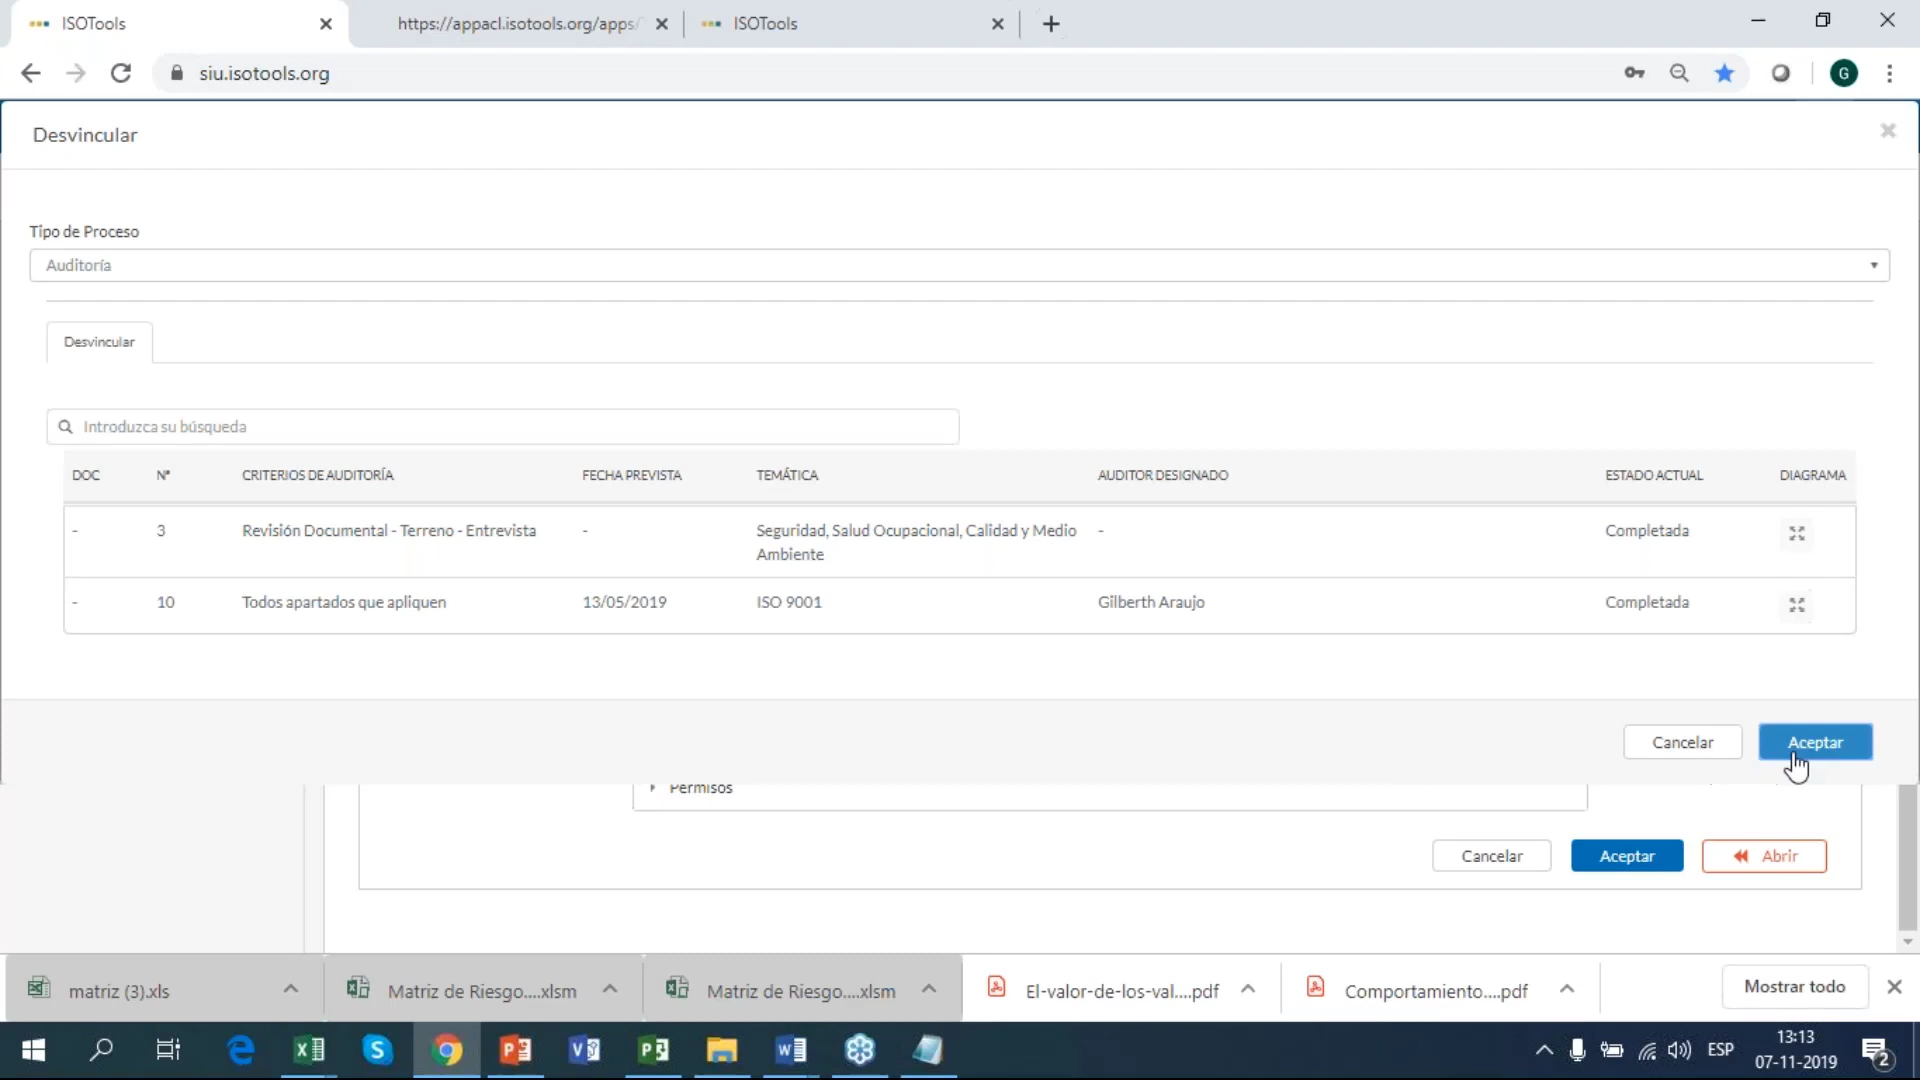 ISOTools
https://appacl.isotools.org/apps/
ISOTools
siu.isotools.org
G
Desvincular
Tipo de Proceso
Auditoría
Desvincular
Introduzca su búsqueda
DOC N° CRITERIOS DE AUDITORÍA FECHA PREVISTA TEMÁTICA AUDITOR DESIGNADO ESTADO ACTUAL DIAGRAMA
- 3 Revisión Documental - Terreno - Entrevista - Seguridad, Salud Ocupacional, Calidad y Medio - Completada
Ambiente
- 10 Todos apartados que apliquen 13/05/2019 ISO 9001 Gilberth Araujo Completada
Cancelar Aceptar
Permisos
Cancelar Aceptar Abrir
matriz (3).xls
Matriz de Riesgo....xlsm
Matriz de Riesgo....xlsm
El-valor-de-los-val....pdf
Comportamiento....pdf
Mostrar todo
ESP
13:13
07-11-2019
2